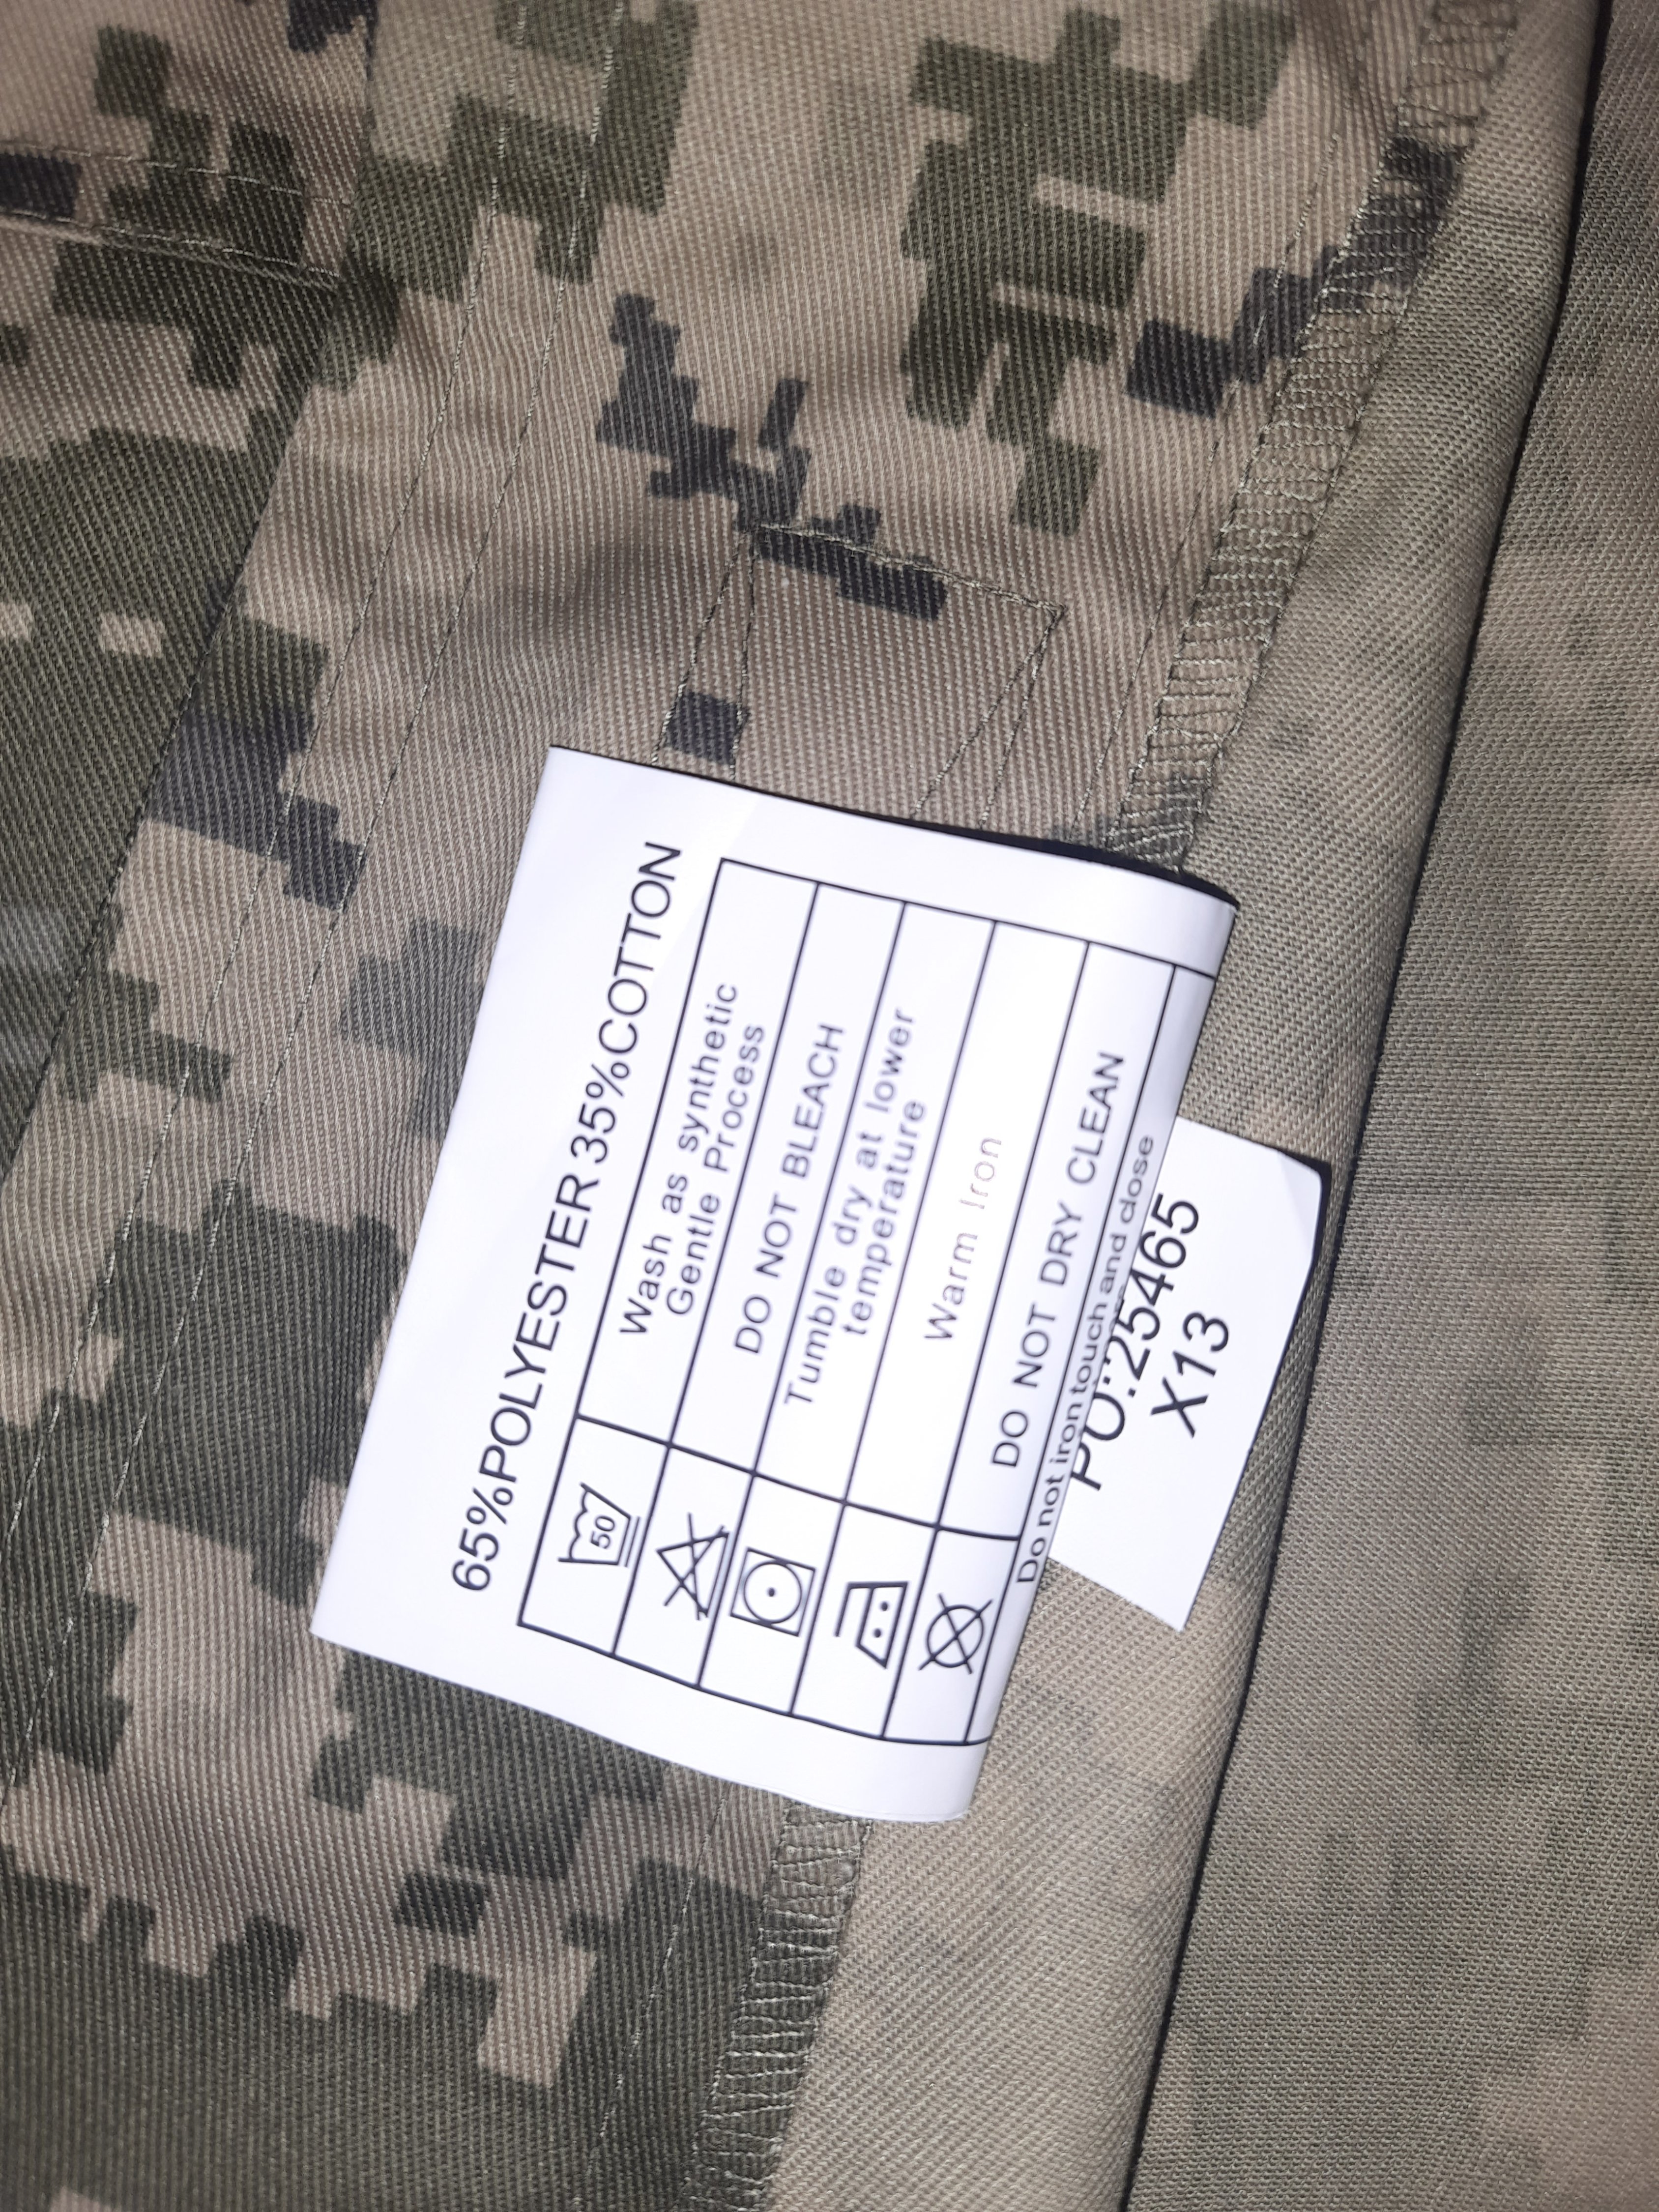 65%POLYESTER 35%COTTON
50
Wash as synthetic
Gentle Process
DO NOT BLEACH
Tumble dry at lower
temperature
Warm Iron
DO NOT DRY CLEAN
Do not iron touch and dose
PO:25465
X13